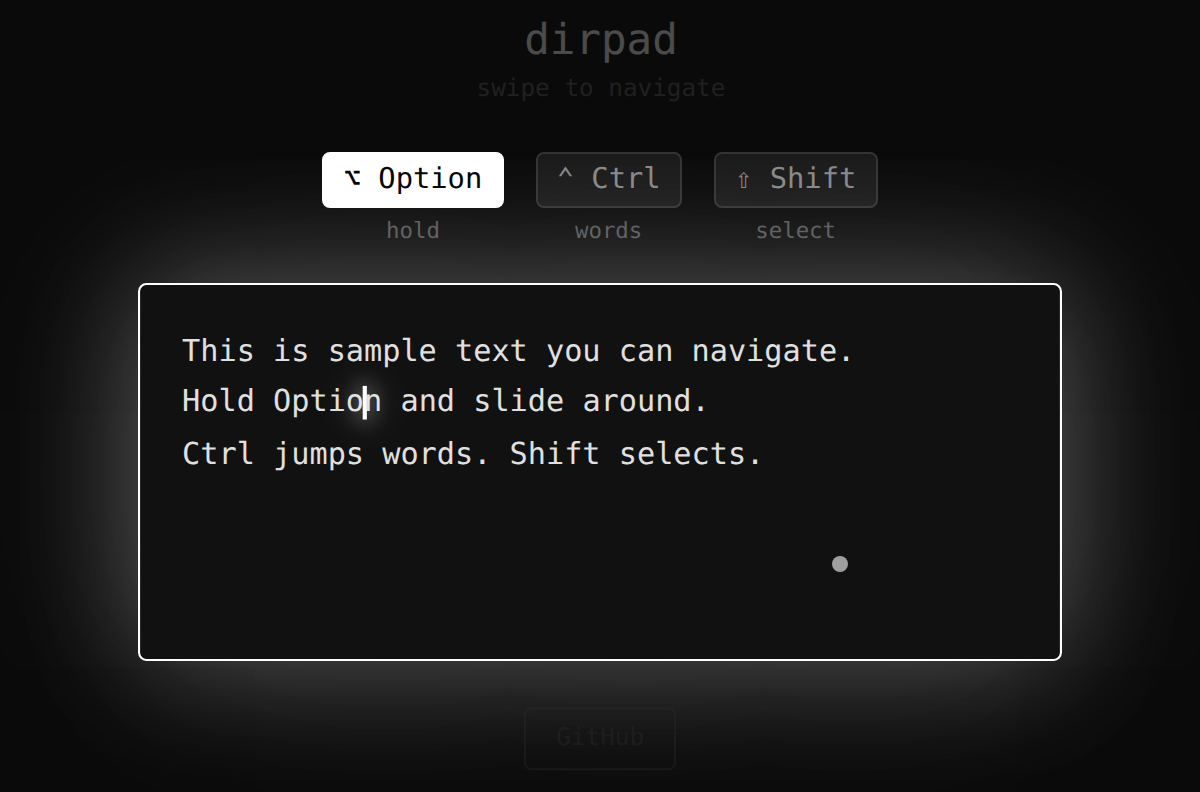 dirpad
swipe to navigate
⌥ Option ⌃ Ctrl ⇧ Shift
hold words select
This is sample text you can navigate.
Hold Option and slide around.
Ctrl jumps words. Shift selects.
GitHub